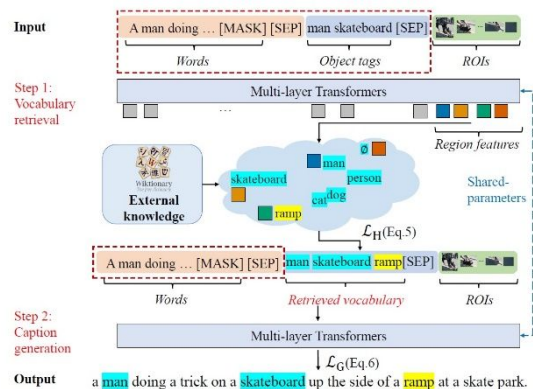 Input
A man doing ... [MASK] [SEP] man skateboard [SEP]
Words Object tags ROIs
Step 1:
Vocabulary
retrieval
Multi-layer Transformers
...
Region features
Wiktionary
External
knowledge
skateboard
man
∅
person
cat
dog
ramp
Shared-
parameters
ℒH(Eq.5)
A man doing ... [MASK] [SEP] man skateboard ramp[SEP]
Words Retrieved vocabulary ROIs
Step 2:
Caption
generation
Multi-layer Transformers
ℒG(Eq.6)
Output a man doing a trick on a skateboard up the side of a ramp at a skate park.